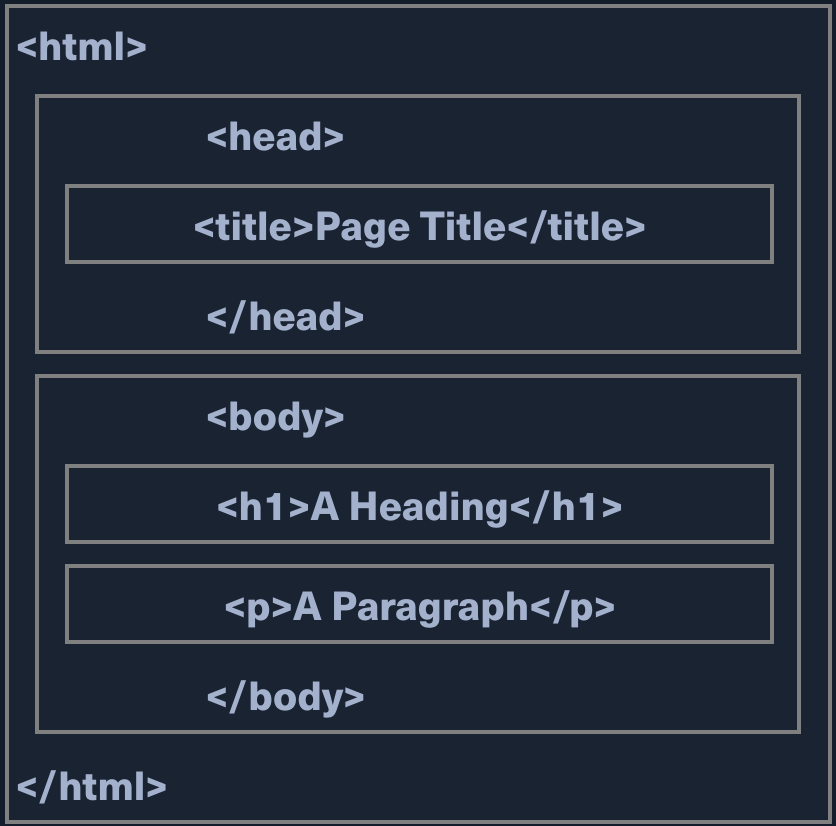 <html>
<head>
<title>Page Title</title>
</head>
<body>
<h1>A Heading</h1>
<p>A Paragraph</p>
</body>
</html>